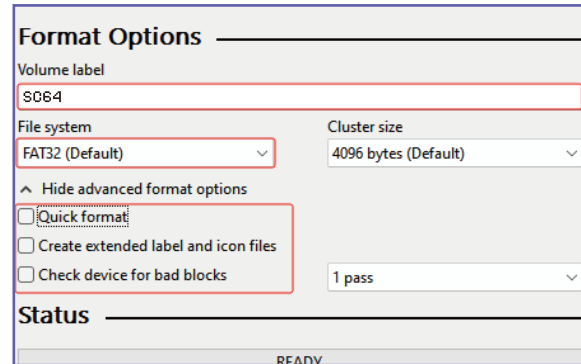 Format Options
Volume label
SC64
File system
Cluster size
FAT32 (Default)
4096 bytes (Default)
Hide advanced format options
Quick format
Create extended label and icon files
Check device for bad blocks
1 pass
Status
READY